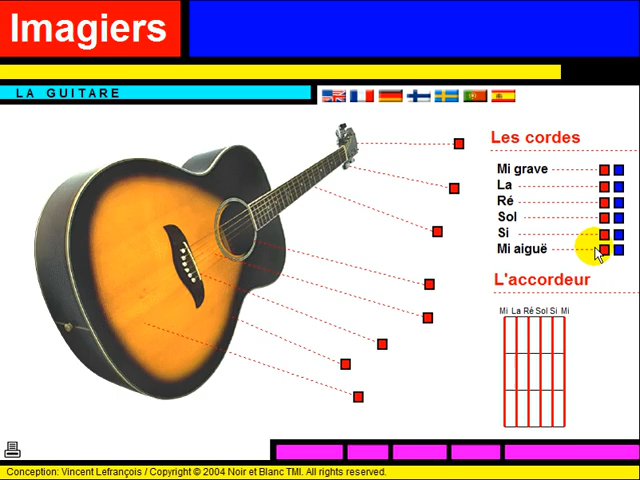 Imagiers
LA GUITARE
Les cordes
Mi grave
La
Ré
Sol
Si
Mi aiguë
L'accordeur
Mi La Ré Sol Si Mi
Conception: Vincent Lefrançois / Copyright © 2004 Noir et Blanc TMI. All rights reserved.